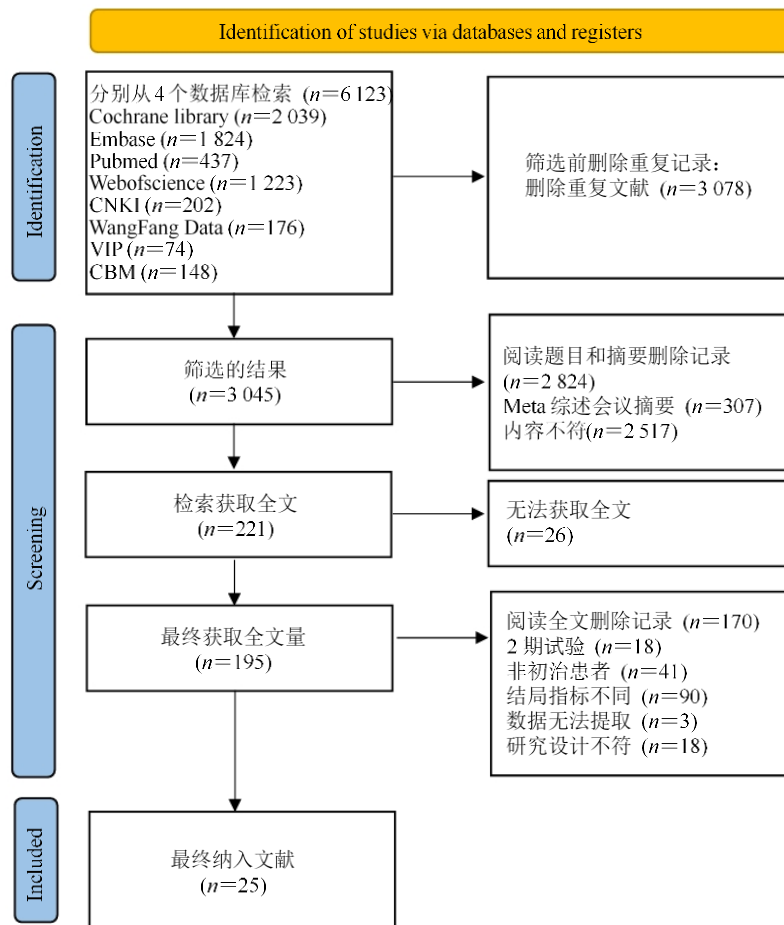 Identification of studies via databases and registers
Identification
分别从4个数据库检索 (n=6 123)
Cochrane library (n=2 039)
Embase (n=1 824)
Pubmed (n=437)
Webofscience (n=1 223)
CNKI (n=202)
WangFang Data (n=176)
VIP (n=74)
CBM (n=148)
筛选前删除重复记录：
删除重复文献 (n=3 078)
Screening
筛选的结果
(n=3 045)
阅读题目和摘要删除记录
(n=2 824)
Meta 综述会议摘要 (n=307)
内容不符(n=2 517)
检索获取全文
(n=221)
无法获取全文
(n=26)
最终获取全文量
(n=195)
阅读全文删除记录 (n=170)
2 期试验 (n=18)
非初治患者 (n=41)
结局指标不同 (n=90)
数据无法提取 (n=3)
研究设计不符 (n=18)
Included
最终纳入文献
(n=25)